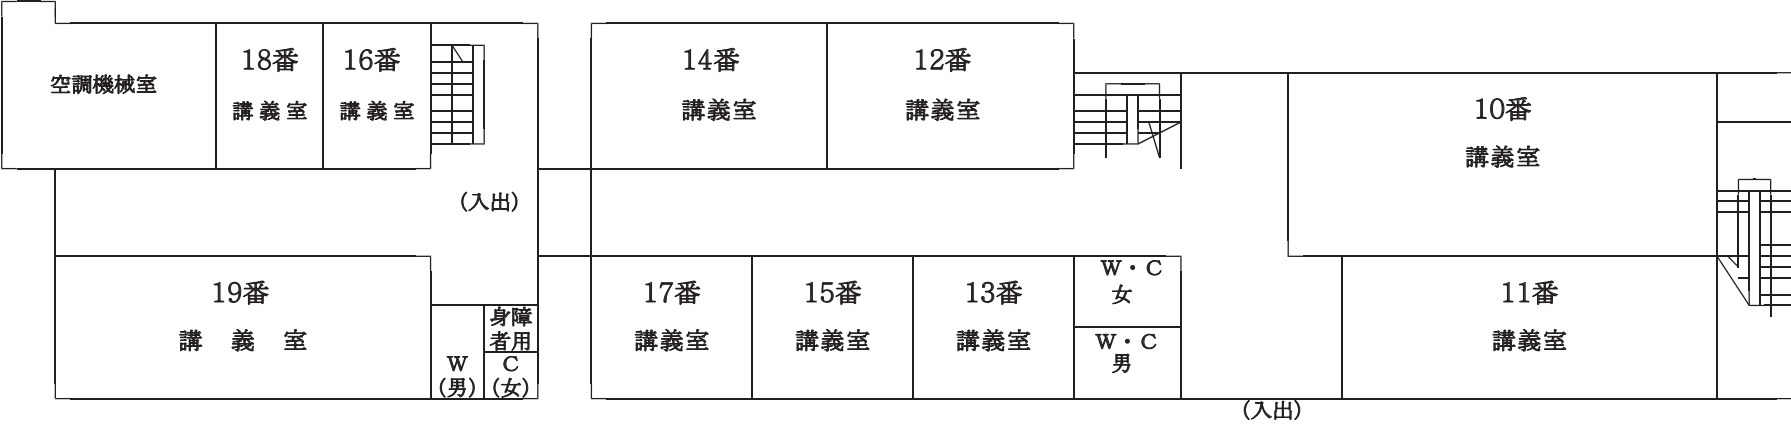 空調機械室
18番
講義室
16番
講義室
14番
講義室
12番
講義室
10番
講義室
(入出)
19番
講義室
身障
者用
W
(男)
C
(女)
17番
講義室
15番
講義室
13番
講義室
W・C
女
W・C
男
11番
講義室
(入出)